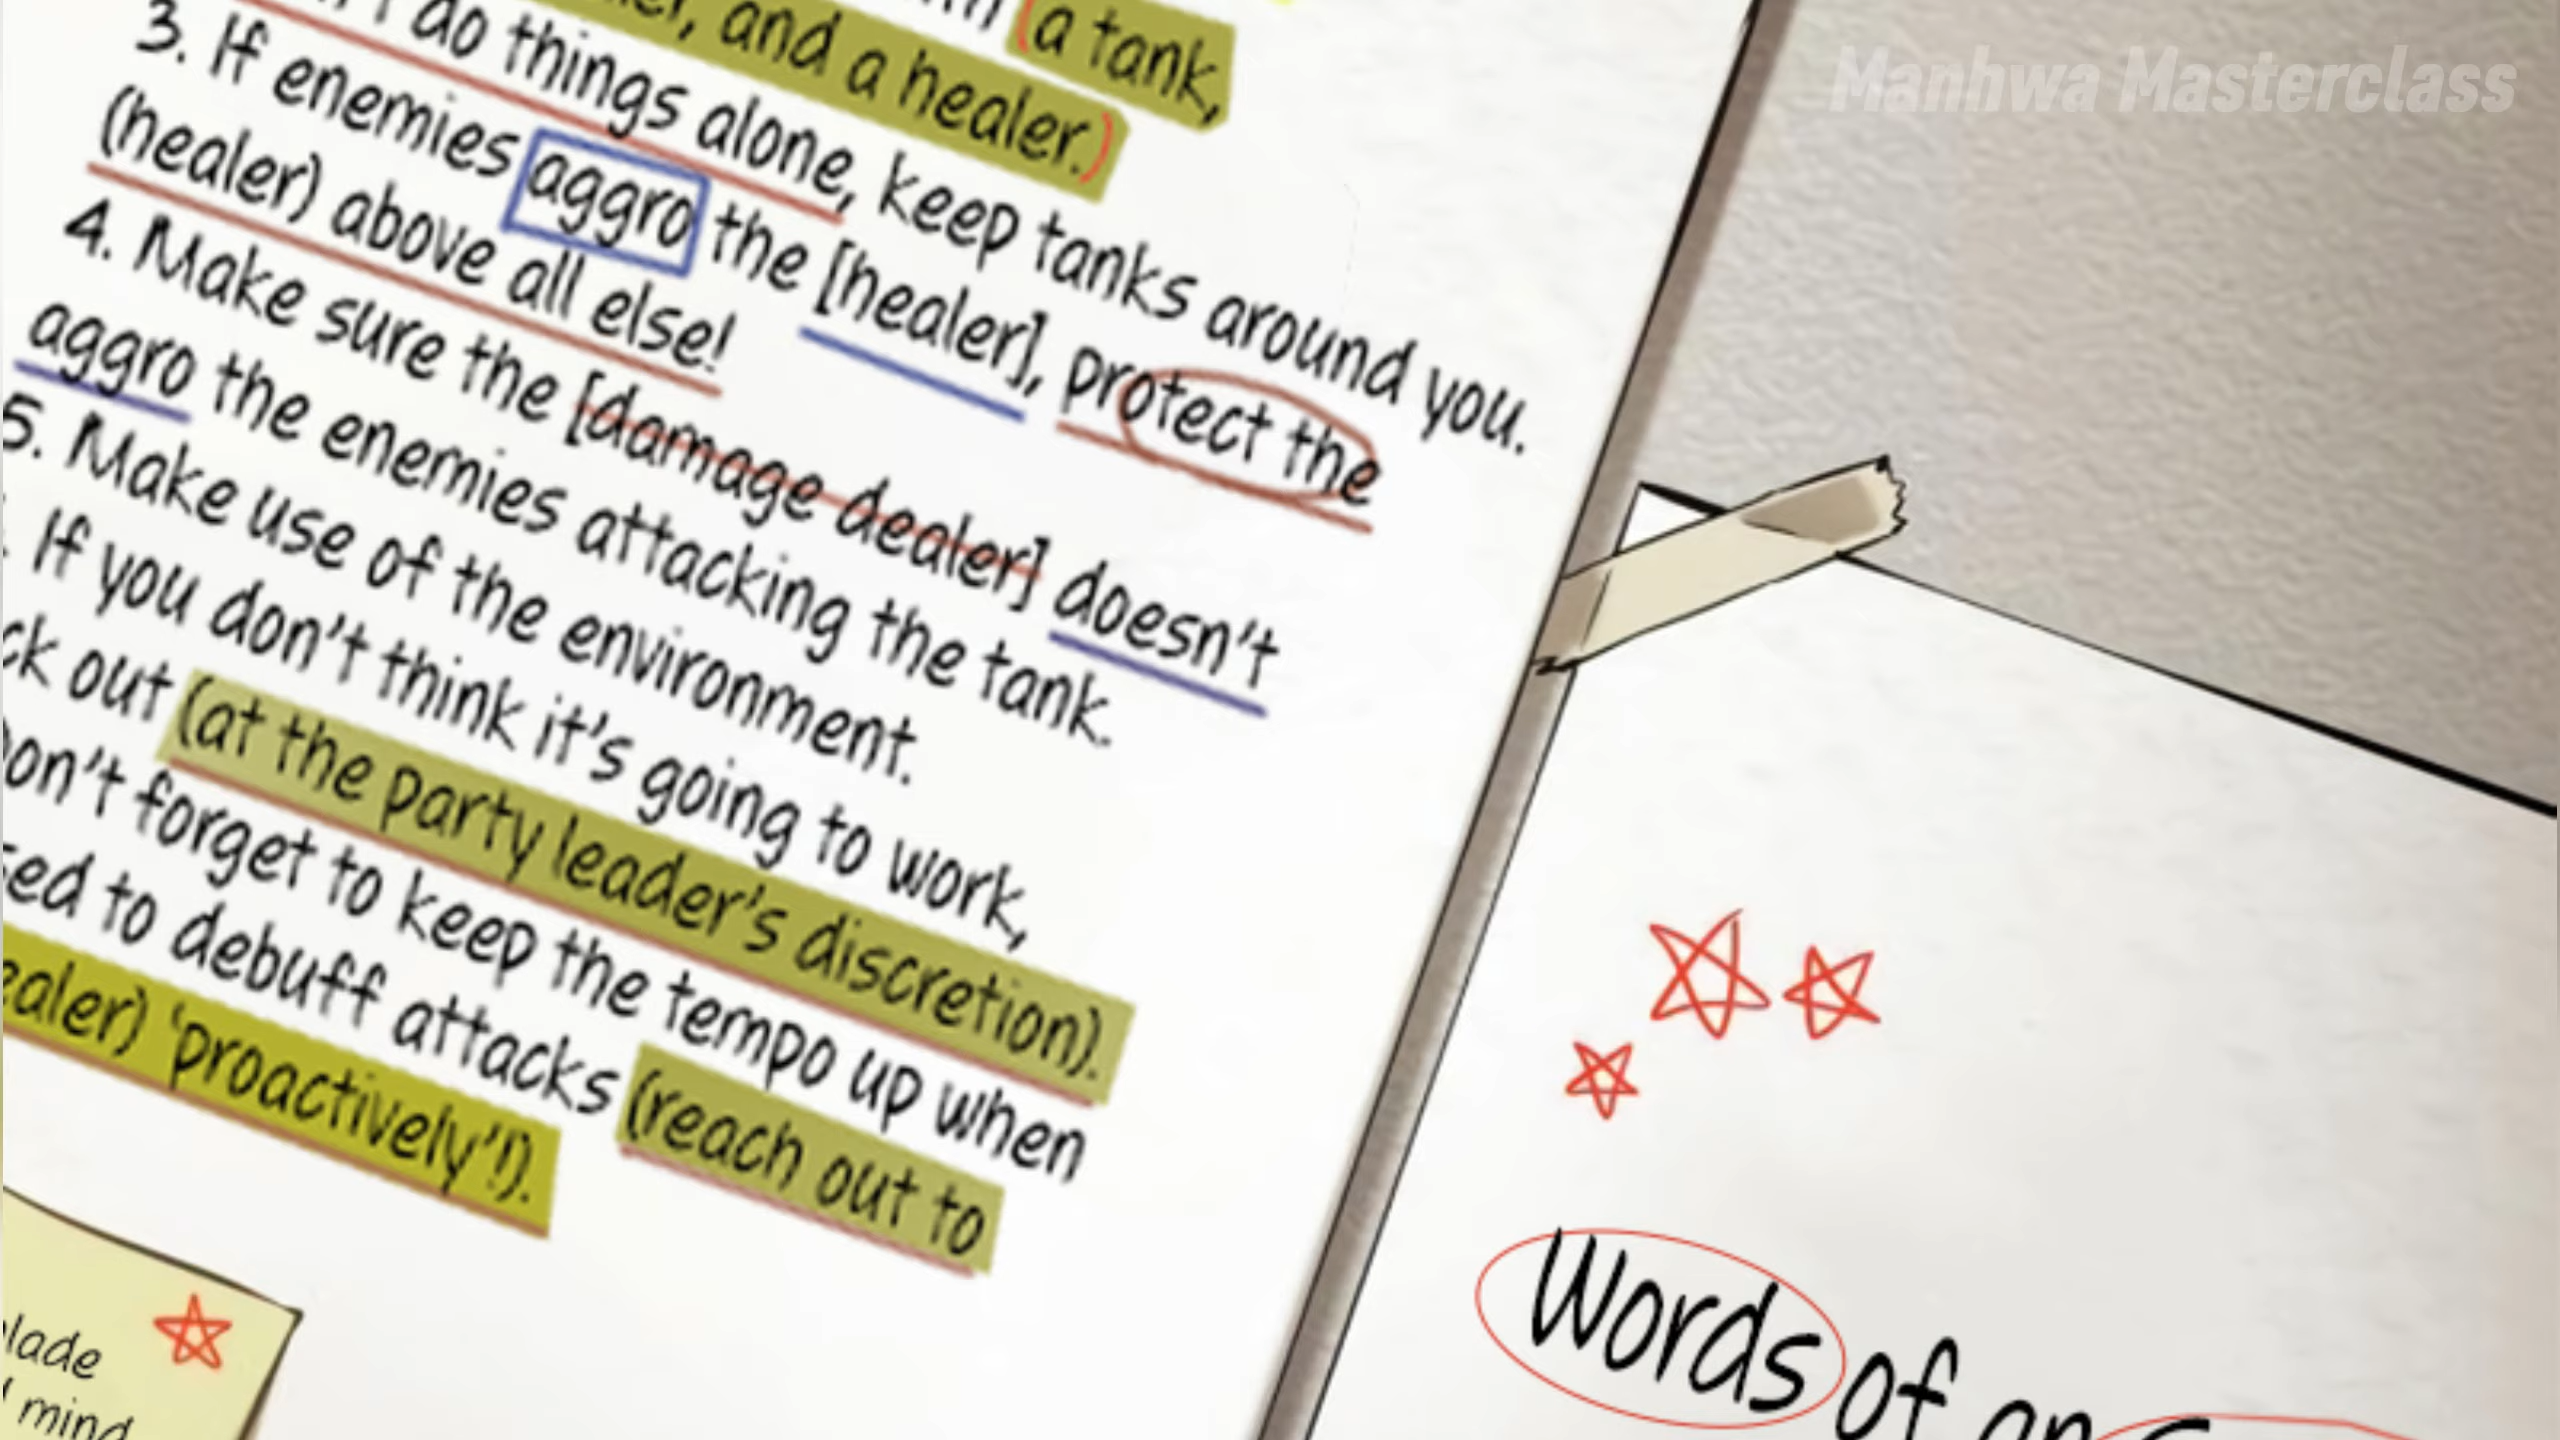 (a tank,
and a healer.)
do things alone, keep tanks around you.
3. If enemies aggro the [healer], protect the
(healer) above all else!
4. Make sure the [damage dealer] doesn't
aggro the enemies attacking the tank.
5. Make use of the environment.
. If you don't think it's going to work,
ck out (at the party leader's discretion).
on't forget to keep the tempo up when
sed to debuff attacks (reach out to
ealer) 'proactively'!).
lade
mind
Manhwa Masterclass
Words of an